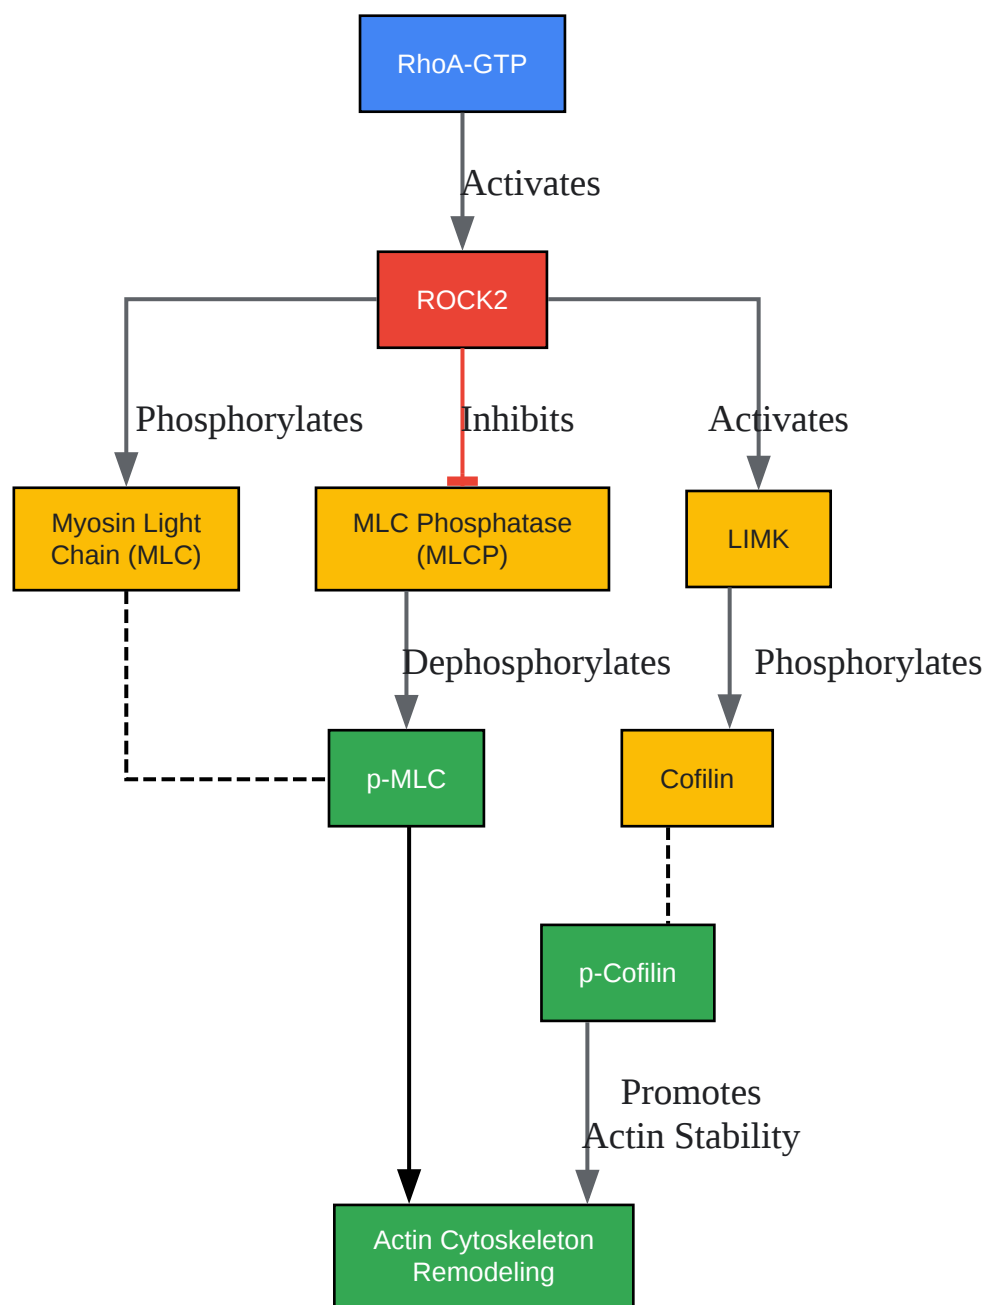 RhoA-GTP
Activates
ROCK2
Phosphorylates
Inhibits
Activates
Myosin Light
Chain (MLC)
MLC Phosphatase
(MLCP)
LIMK
Dephosphorylates
Phosphorylates
p-MLC
Cofilin
p-Cofilin
Promotes
Actin Stability
Actin Cytoskeleton
Remodeling